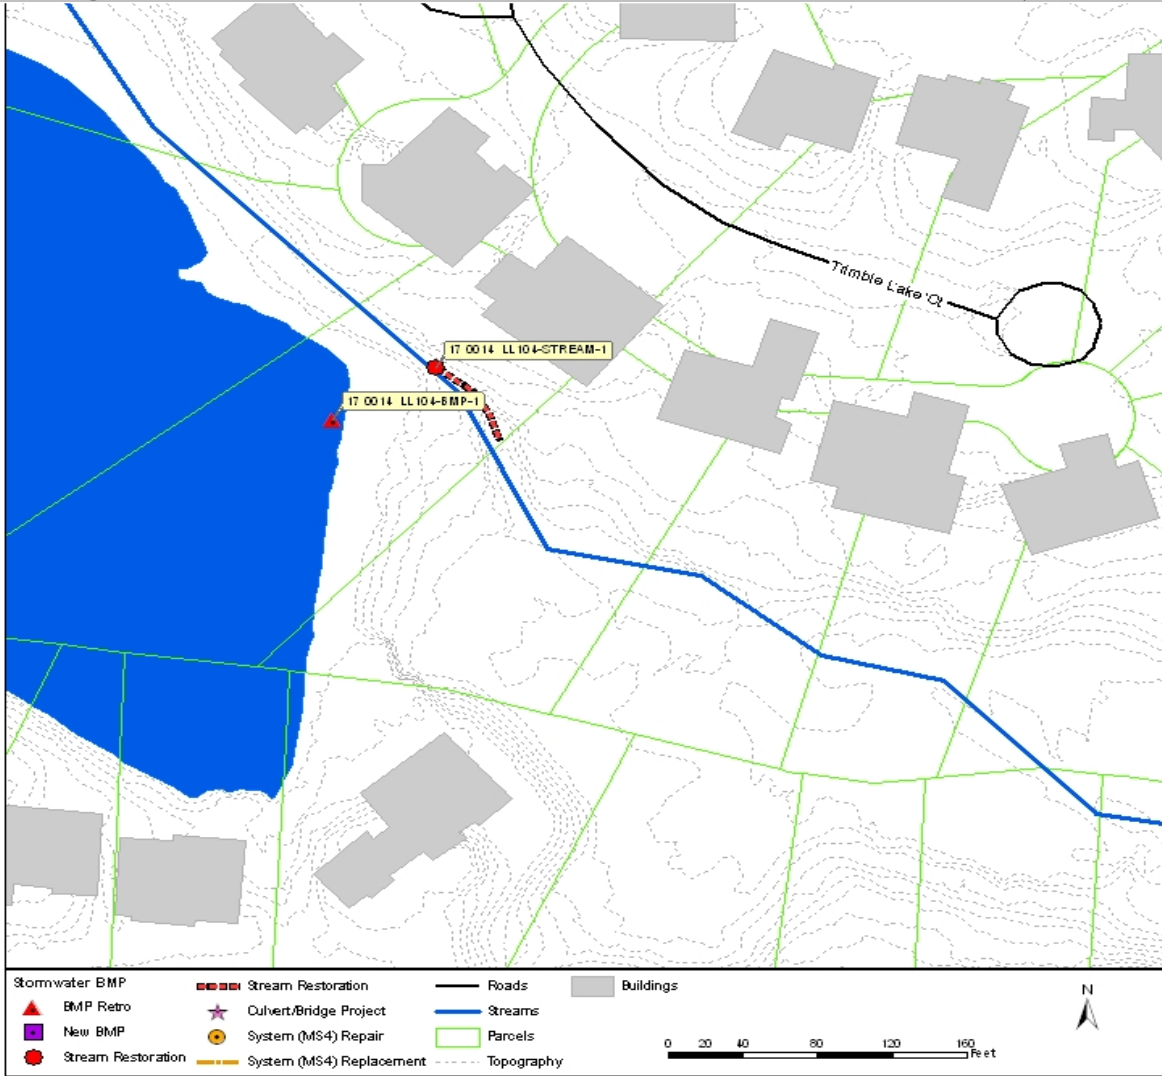 Trimble Lake Ct
17 0014 LL104-STREAM-1
17 0014 LL104-BMP-1
Stormwater BMP
BMP Retro
New BMP
Stream Restoration
Stream Restoration
Culvert/Bridge Project
System (MS4) Repair
System (MS4) Replacement
Roads
Streams
Parcels
Topography
Buildings
N
0 20 40 80 120 160
Feet